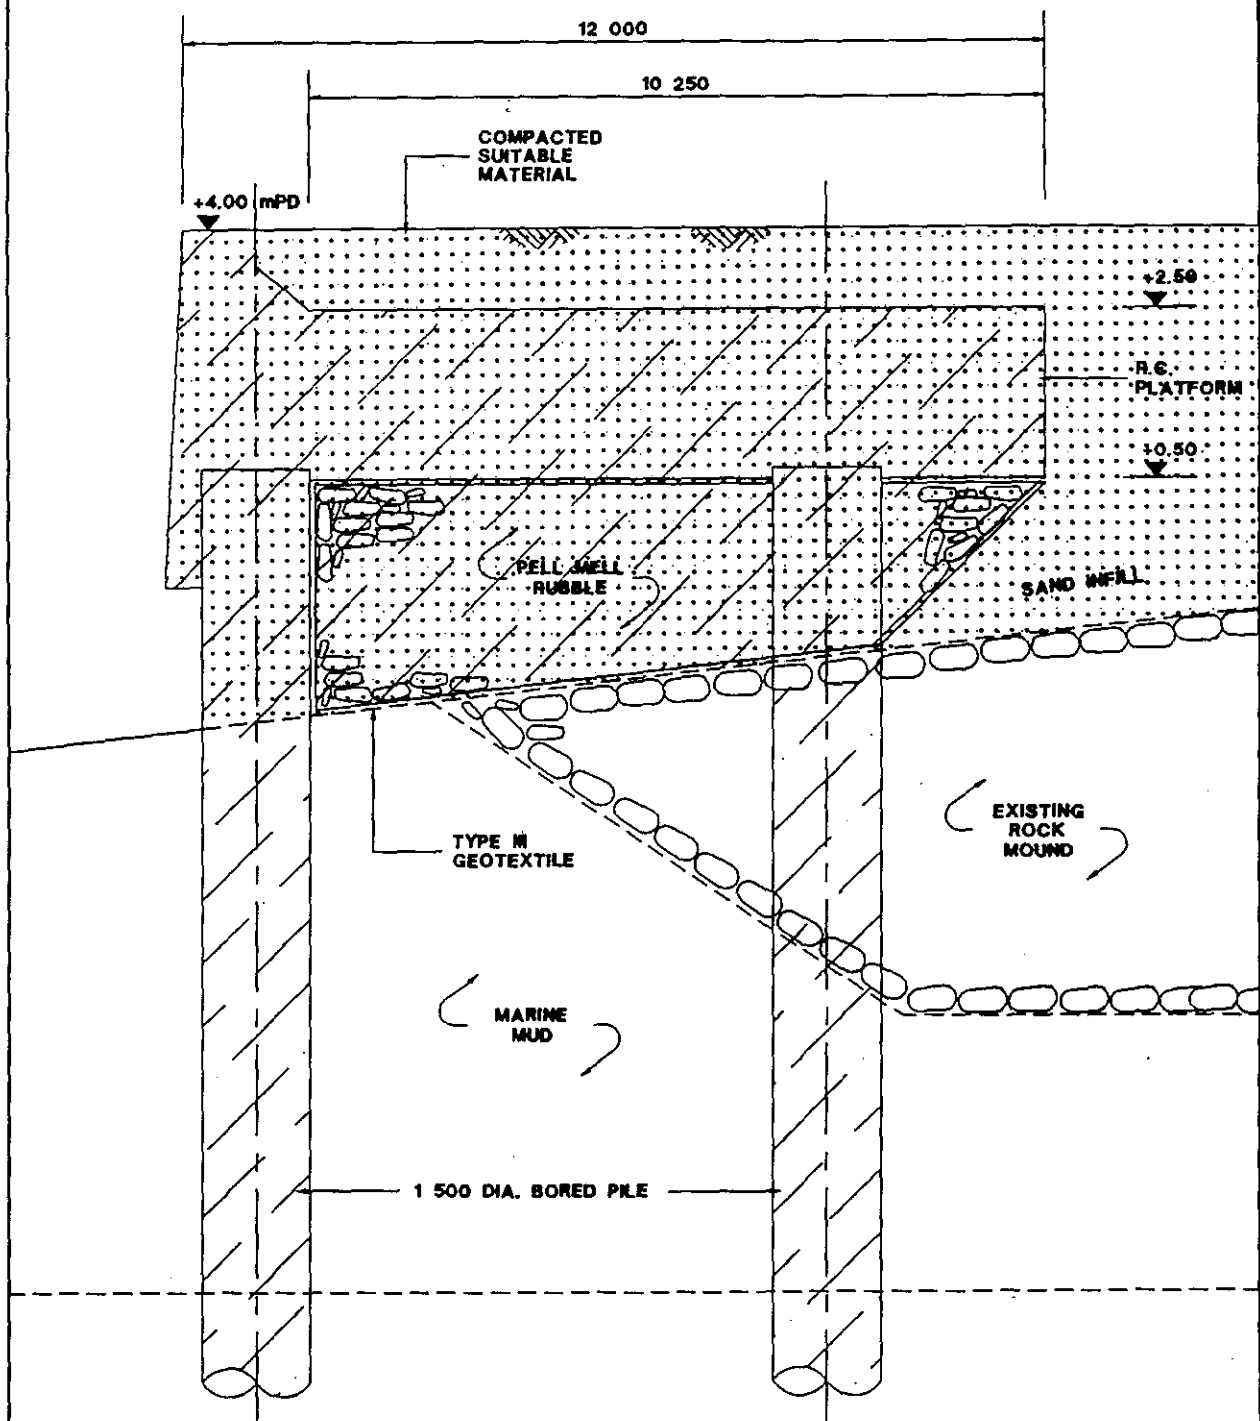 12 000
10 250
COMPACTED
SUITABLE
MATERIAL
+4.00 mPD
+2.50
R.C.
PLATFORM
+0.50
PELL MELL
RUBBLE
SAND INFILL
EXISTING
ROCK
MOUND
TYPE III
GEOTEXTILE
MARINE
MUD
1 500 DIA. BORED PILE